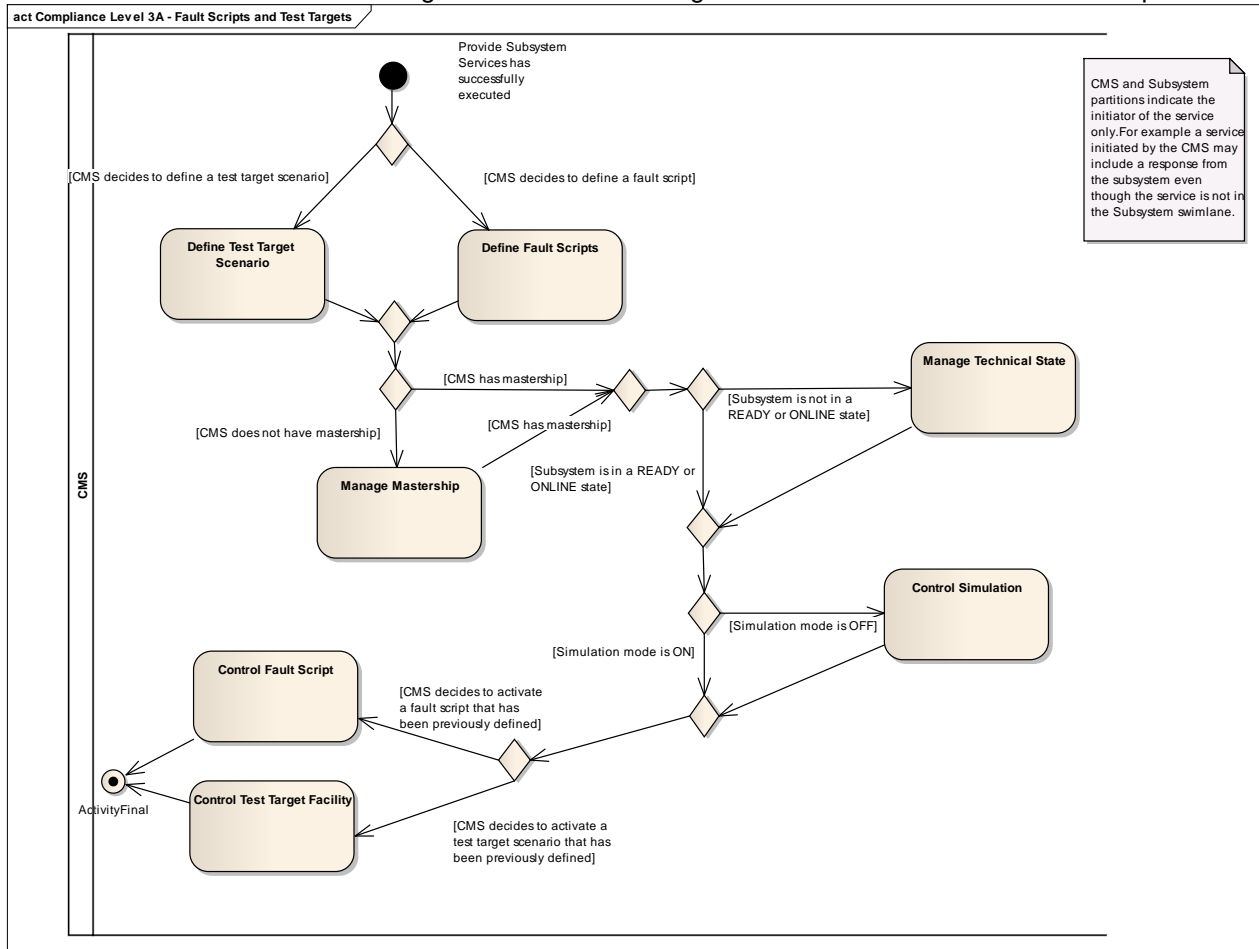 act Compliance Level 3A - Fault Scripts and Test Targets
Provide Subsystem
Services has
successfully
executed
CMS and Subsystem
partitions indicate the
initiator of the service
only.For example a service
initiated by the CMS may
include a response from
the subsystem even
though the service is not in
the Subsystem swimlane.
[CMS decides to define a test target scenario]
[CMS decides to define a fault script]
Define Test Target
Scenario
Define Fault Scripts
[CMS has mastership]
Manage Technical State
[Subsystem is not in a
READY or ONLINE state]
[CMS does not have mastership]
[CMS has mastership]
[Subsystem is in a READY or
ONLINE state]
Manage Mastership
CMS
Control Simulation
[Simulation mode is OFF]
[Simulation mode is ON]
Control Fault Script
[CMS decides to activate
a fault script that has
been previously defined]
Control Test Target Facility
ActivityFinal
[CMS decides to activate a
test target scenario that has
been previously defined]